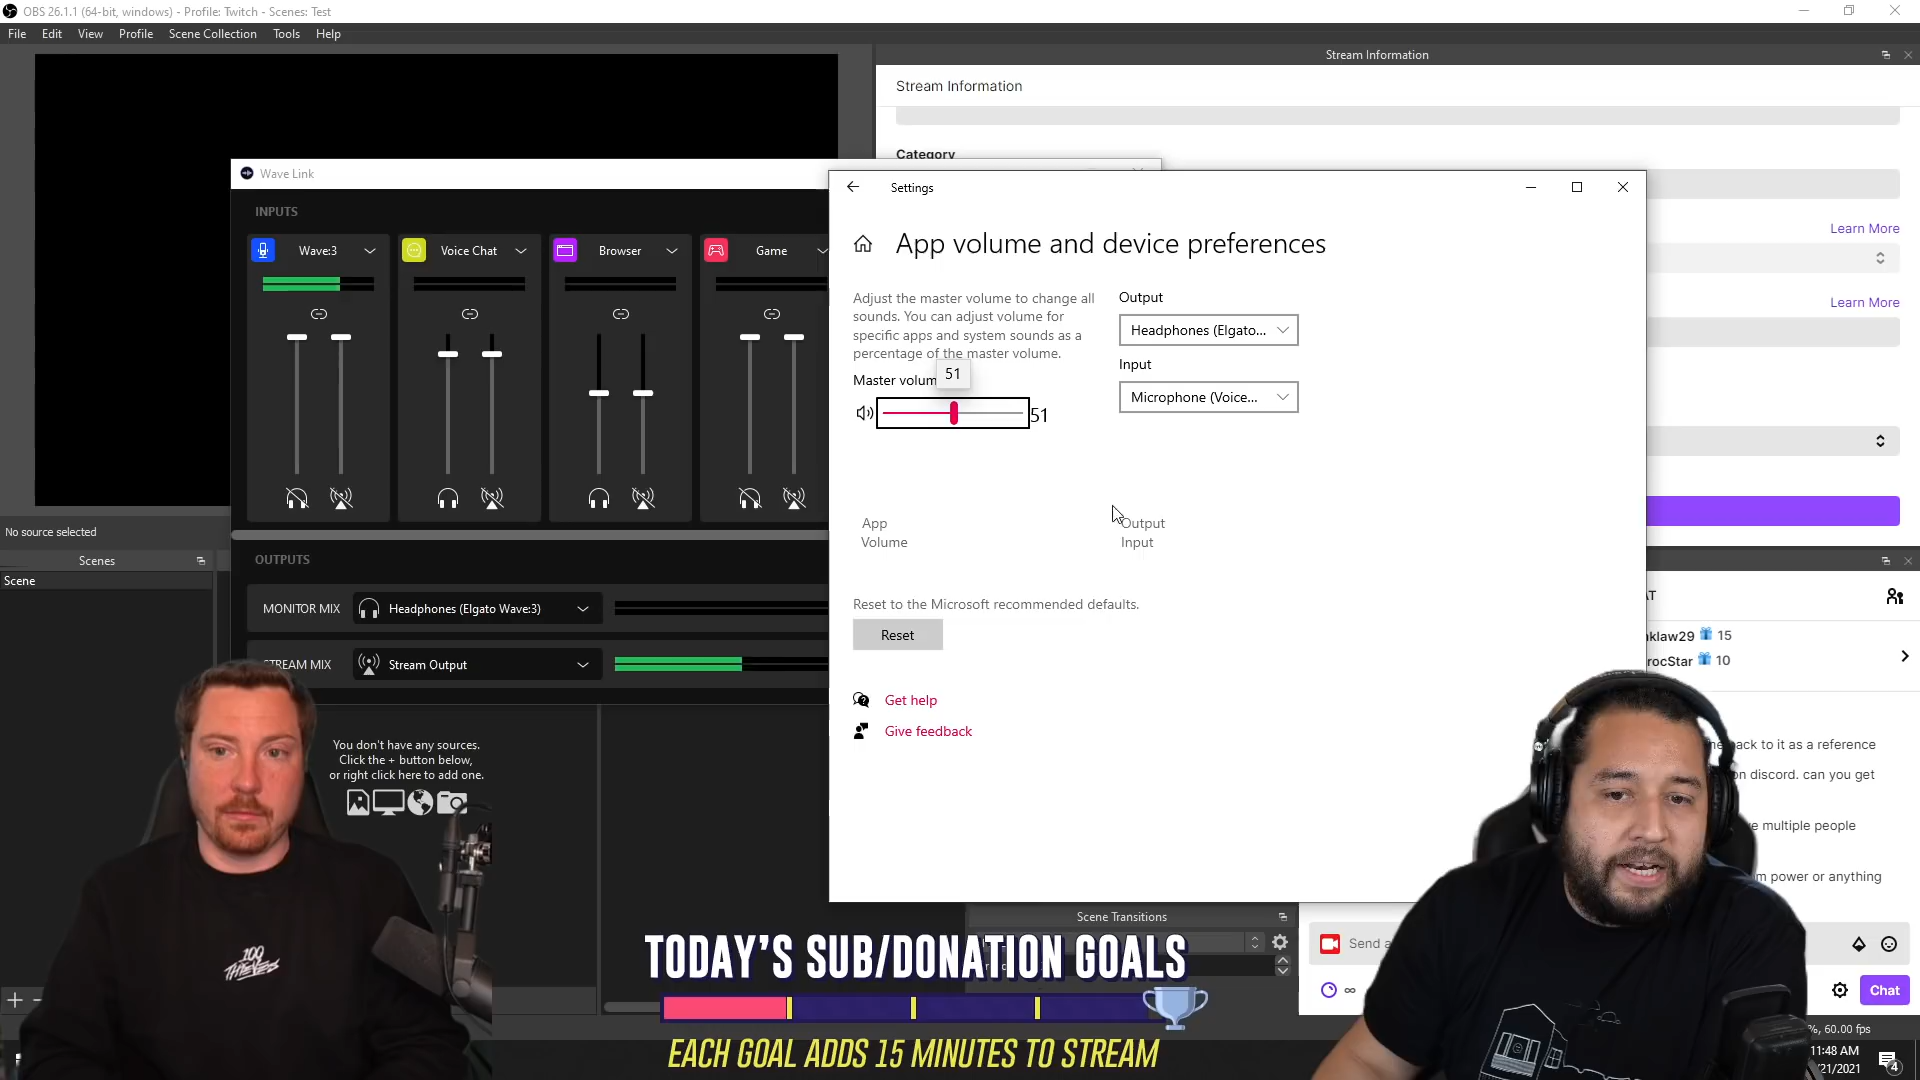 OBS 26.1.1 (64-bit, windows) - Profile: Twitch - Scenes: Test
File Edit View Profile Scene Collection Tools Help
Stream Information
Stream Information
Category
Learn More
Learn More
Wave Link
INPUTS
Wave:3
Voice Chat
Browser
Game
OUTPUTS
MONITOR MIX
Headphones (Elgato Wave:3)
STREAM MIX
Stream Output
Settings
App volume and device preferences
Adjust the master volume to change all
sounds. You can adjust volume for
specific apps and system sounds as a
percentage of the master volume.
Master volum
51
51
Output
Headphones (Elgato...
Input
Microphone (Voice...
App
Volume
Output
Input
Reset to the Microsoft recommended defaults.
Reset
Get help
Give feedback
No source selected
Scenes
Scene
You don't have any sources.
Click the + button below,
or right click here to add one.
Scene Transitions
klaw29 15
rocStar 10
ack to it as a reference
on discord. can you get
multiple people
power or anything
Send a
∞
Chat
100
THIEVES
TODAY'S SUB/DONATION GOALS
EACH GOAL ADDS 15 MINUTES TO STREAM
%, 60.00 fps
11:48 AM
/21/2021
4